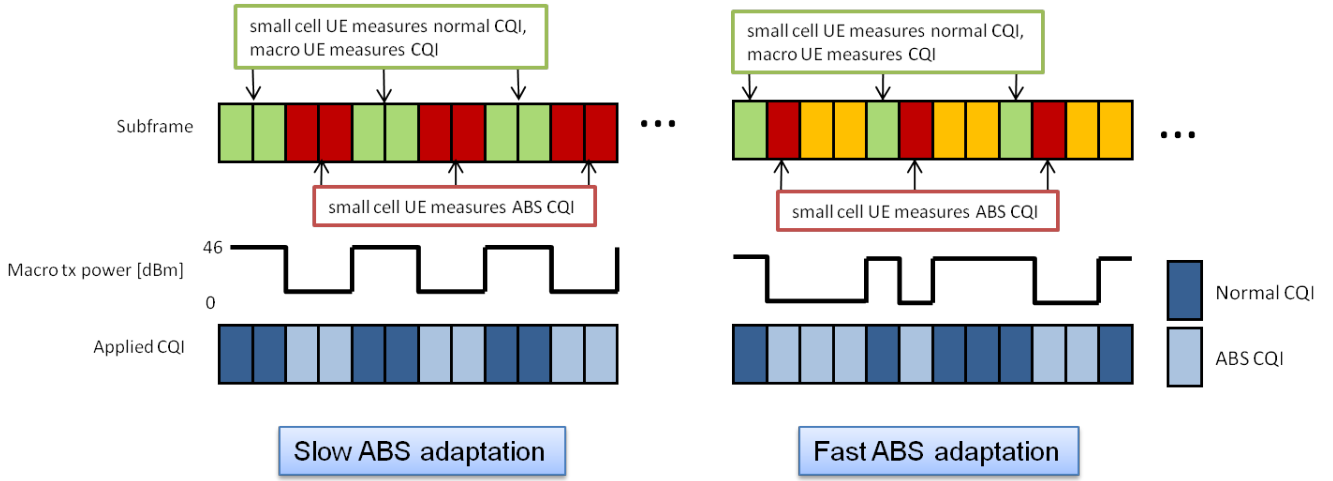 small cell UE measures normal CQI,
macro UE measures CQI
small cell UE measures normal CQI,
macro UE measures CQI
Subframe
...
...
small cell UE measures ABS CQI
small cell UE measures ABS CQI
46
Macro tx power [dBm]
0
Normal CQI
Applied CQI
ABS CQI
Slow ABS adaptation
Fast ABS adaptation